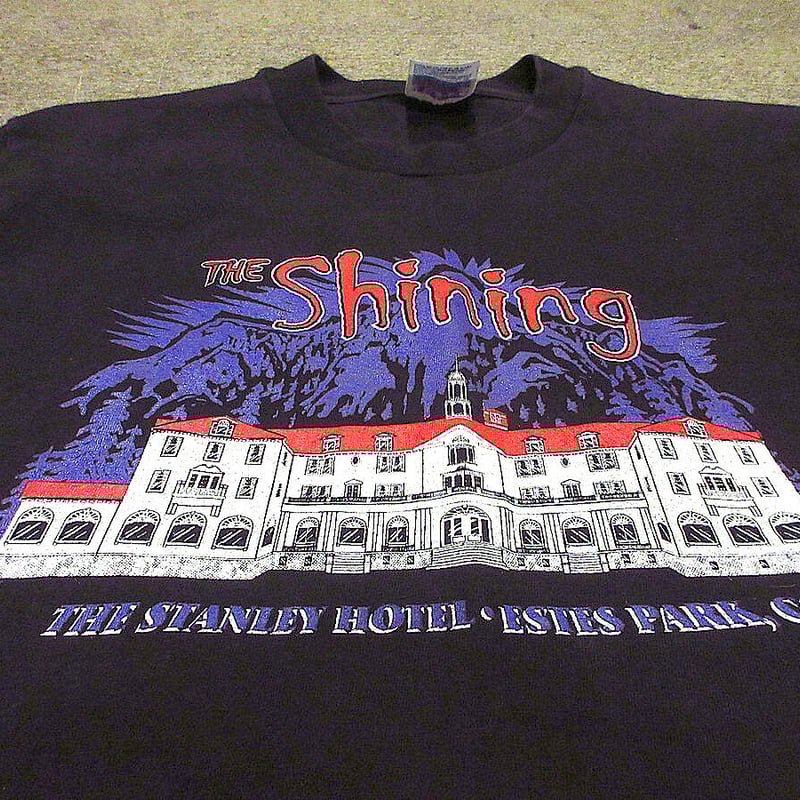 THE Shining
THE STANLEY HOTEL • ESTES PARK, C